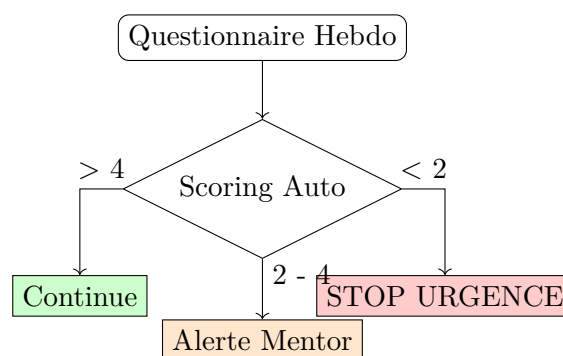 Questionnaire Hebdo
> 4
< 2
Scoring Auto
2 - 4
Continue
STOP URGENCE
Alerte Mentor